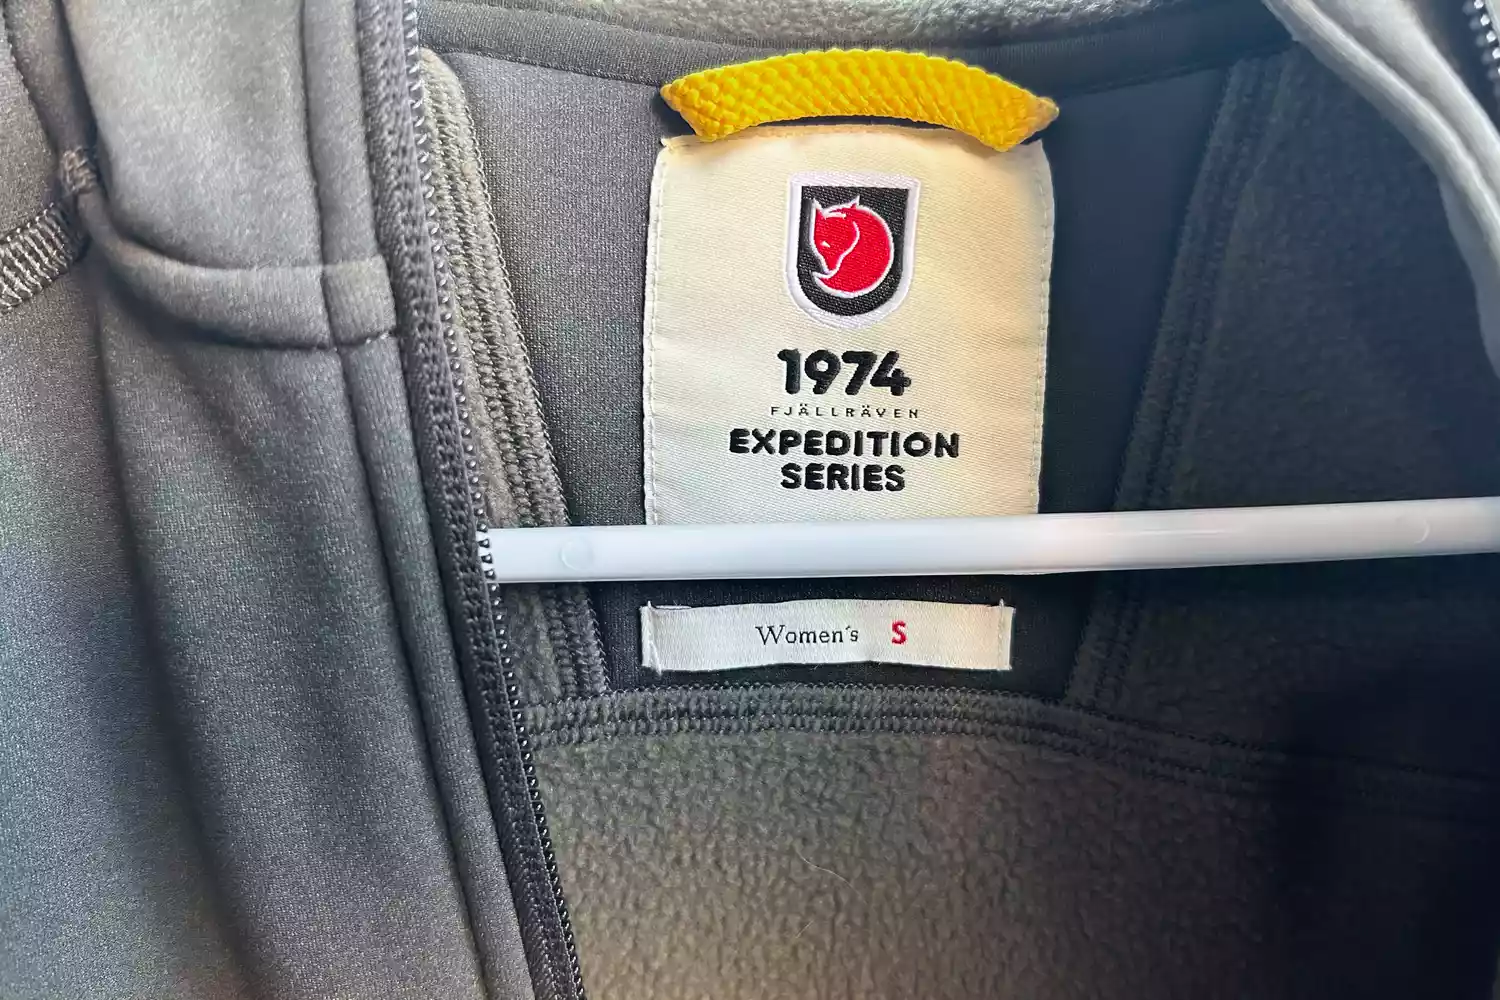 1974
FJÄLLRÄVEN
EXPEDITION
SERIES
Women´s S